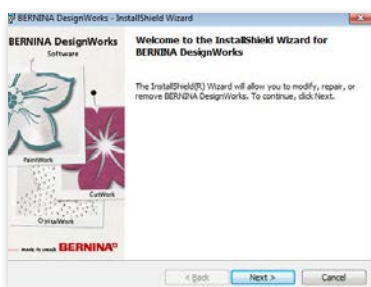 BERNINA DesignWorks - InstallShield Wizard
BERNINA DesignWorks
Software
PaintWork
CutWork
CrystalWork
made to create BERNINA
Welcome to the InstallShield Wizard for
BERNINA DesignWorks
The InstallShield(R) Wizard will allow you to modify, repair, or
remove BERNINA DesignWorks. To continue, click Next.
< Back
Next >
Cancel